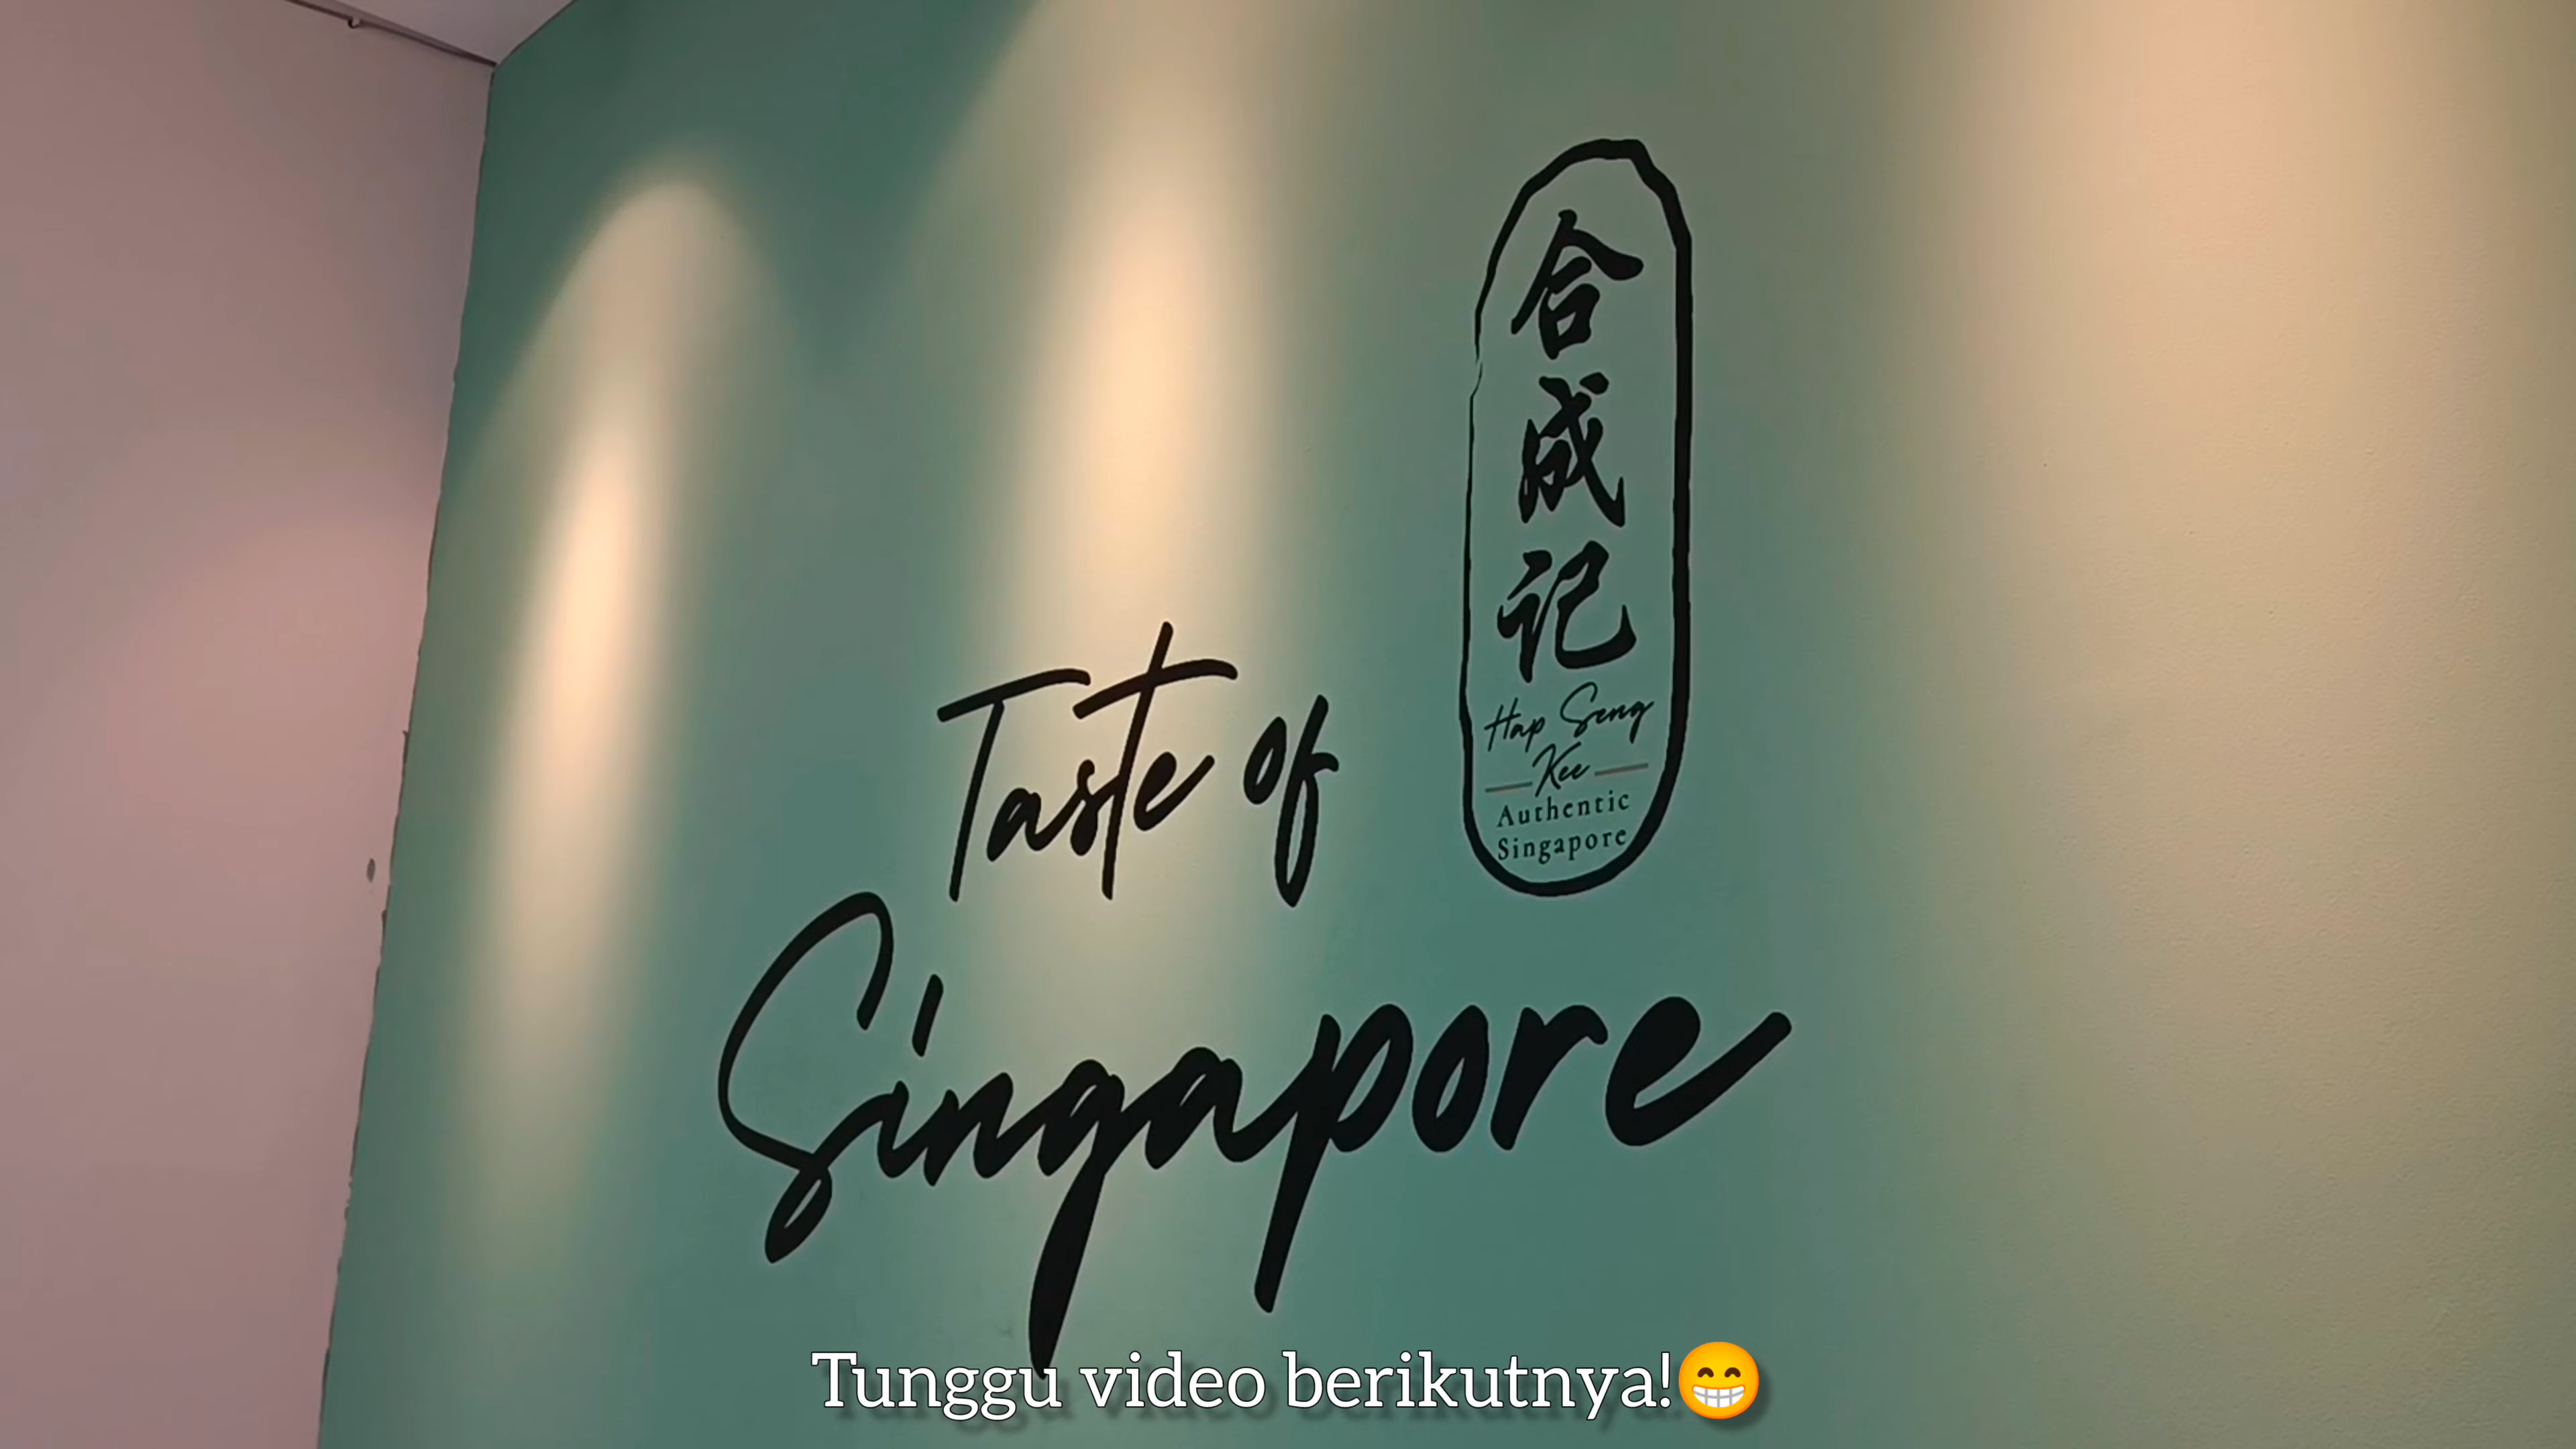 合成记
Hap Seng
Kee
Authentic
Singapore
Taste of
Singapore
Tunggu video berikutnya!😁